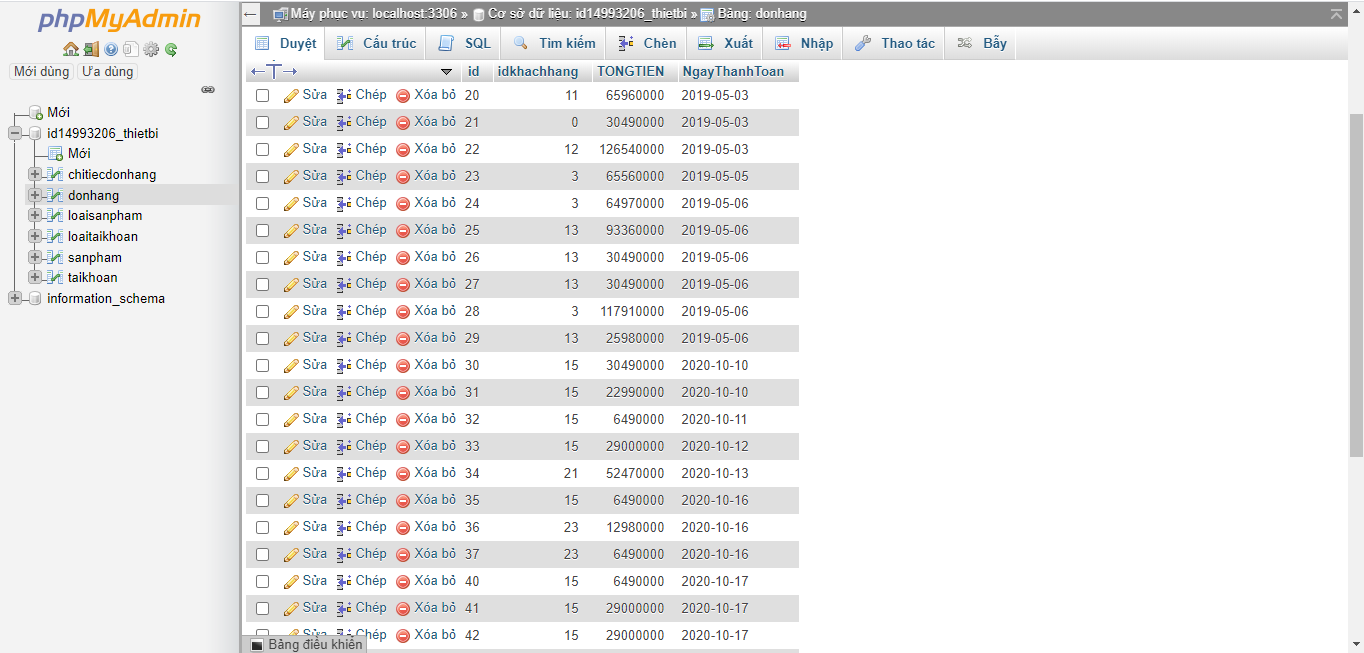 phpMyAdmin
Mới dùng Ưa dùng
Mới
id14993206_thietbi
Mới
chitiecdonhang
donhang
loaisanpham
loaitaikhoan
sanpham
taikhoan
information_schema
Máy phục vụ: localhost:3306 » Cơ sở dữ liệu: id14993206_thietbi » Bảng: donhang
Duyệt Cấu trúc SQL Tìm kiếm Chèn Xuất Nhập Thao tác Bẫy
id idkhachhang TONGTIEN NgayThanhToan
Sửa Chép Xóa bỏ 20 11 65960000 2019-05-03
Sửa Chép Xóa bỏ 21 0 30490000 2019-05-03
Sửa Chép Xóa bỏ 22 12 126540000 2019-05-03
Sửa Chép Xóa bỏ 23 3 65560000 2019-05-05
Sửa Chép Xóa bỏ 24 3 64970000 2019-05-06
Sửa Chép Xóa bỏ 25 13 93360000 2019-05-06
Sửa Chép Xóa bỏ 26 13 30490000 2019-05-06
Sửa Chép Xóa bỏ 27 13 30490000 2019-05-06
Sửa Chép Xóa bỏ 28 3 117910000 2019-05-06
Sửa Chép Xóa bỏ 29 13 25980000 2019-05-06
Sửa Chép Xóa bỏ 30 15 30490000 2020-10-10
Sửa Chép Xóa bỏ 31 15 22990000 2020-10-10
Sửa Chép Xóa bỏ 32 15 6490000 2020-10-11
Sửa Chép Xóa bỏ 33 15 29000000 2020-10-12
Sửa Chép Xóa bỏ 34 21 52470000 2020-10-13
Sửa Chép Xóa bỏ 35 15 6490000 2020-10-16
Sửa Chép Xóa bỏ 36 23 12980000 2020-10-16
Sửa Chép Xóa bỏ 37 23 6490000 2020-10-16
Sửa Chép Xóa bỏ 40 15 6490000 2020-10-17
Sửa Chép Xóa bỏ 41 15 29000000 2020-10-17
Sửa Chép Xóa bỏ 42 15 29000000 2020-10-17
Bảng điều khiển